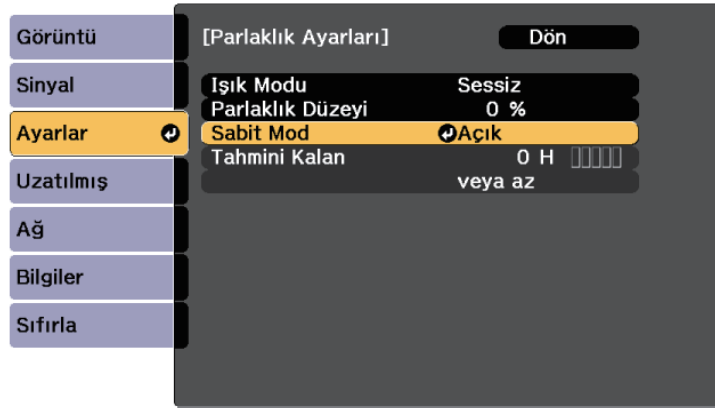 Görüntü
Sinyal
Ayarlar
Uzatılmış
Ağ
Bilgiler
Sıfırla
[Parlaklık Ayarları] Dön
Işık Modu Sessiz
Parlaklık Düzeyi 0 %
Sabit Mod Açık
Tahmini Kalan 0 H
veya az